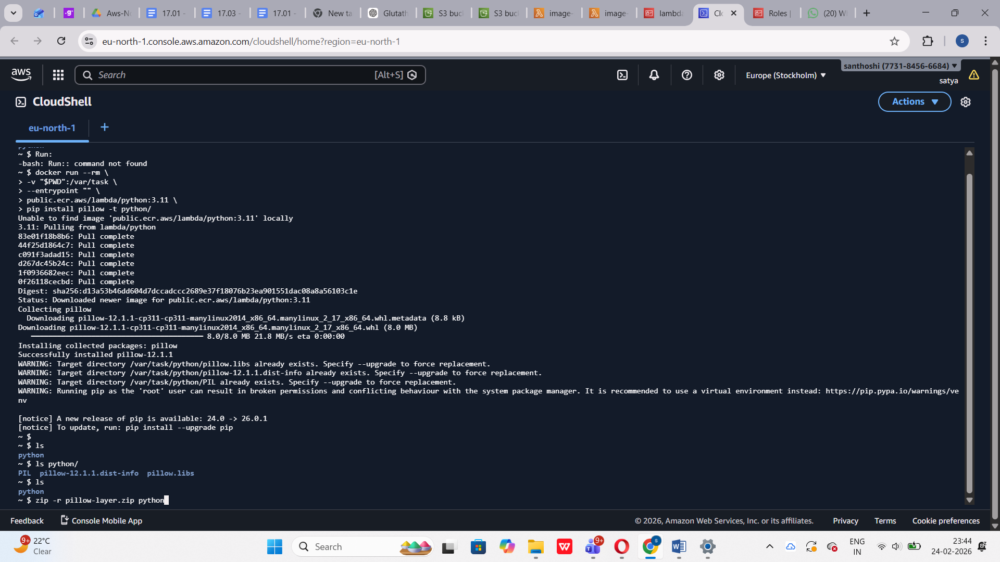 Aws-No
17.01 -
17.03 -
17.01 -
New ta
Glutath
S3 buc
S3 buc
image-
image-
lambda
Clo
Roles |
(20) W
eu-north-1.console.aws.amazon.com/cloudshell/home?region=eu-north-1
S
aws
Search
[Alt+S]
Europe (Stockholm)
santhoshi (7731-8456-6684)
satya
CloudShell
Actions
eu-north-1
+
python
~ $ Run:
-bash: Run:: command not found
~ $ docker run --rm \
> -v "$PWD":/var/task \
> --entrypoint "" \
> public.ecr.aws/lambda/python:3.11 \
> pip install pillow -t python/
Unable to find image 'public.ecr.aws/lambda/python:3.11' locally
3.11: Pulling from lambda/python
83e01f18b8b6: Pull complete
44f25d1864c7: Pull complete
c091f3adad15: Pull complete
d267dc45b24c: Pull complete
1f0936682eec: Pull complete
0f26118cecbd: Pull complete
Digest: sha256:d13a53b46dd604d7dccadccc2689e37f18076b23ea901551dac08a8a56103c1e
Status: Downloaded newer image for public.ecr.aws/lambda/python:3.11
Collecting pillow
Downloading pillow-12.1.1-cp311-cp311-manylinux2014_x86_64.manylinux_2_17_x86_64.whl.metadata (8.8 kB)
Downloading pillow-12.1.1-cp311-cp311-manylinux2014_x86_64.manylinux_2_17_x86_64.whl (8.0 MB)
8.0/8.0 MB 21.8 MB/s eta 0:00:00
Installing collected packages: pillow
Successfully installed pillow-12.1.1
WARNING: Target directory /var/task/python/pillow.libs already exists. Specify --upgrade to force replacement.
WARNING: Target directory /var/task/python/pillow-12.1.1.dist-info already exists. Specify --upgrade to force replacement.
WARNING: Target directory /var/task/python/PIL already exists. Specify --upgrade to force replacement.
WARNING: Running pip as the 'root' user can result in broken permissions and conflicting behaviour with the system package manager. It is recommended to use a virtual environment instead: https://pip.pypa.io/warnings/ve
nv
[notice] A new release of pip is available: 24.0 -> 26.0.1
[notice] To update, run: pip install --upgrade pip
~ $
~ $ ls
python
~ $ ls python/
PIL pillow-12.1.1.dist-info pillow.libs
~ $ ls
python
~ $ zip -r pillow-layer.zip python
Feedback
Console Mobile App
© 2026, Amazon Web Services, Inc. or its affiliates.
Privacy
Terms
Cookie preferences
9+
22°C
Clear
Search
9+
ENG
IN
23:44
24-02-2026